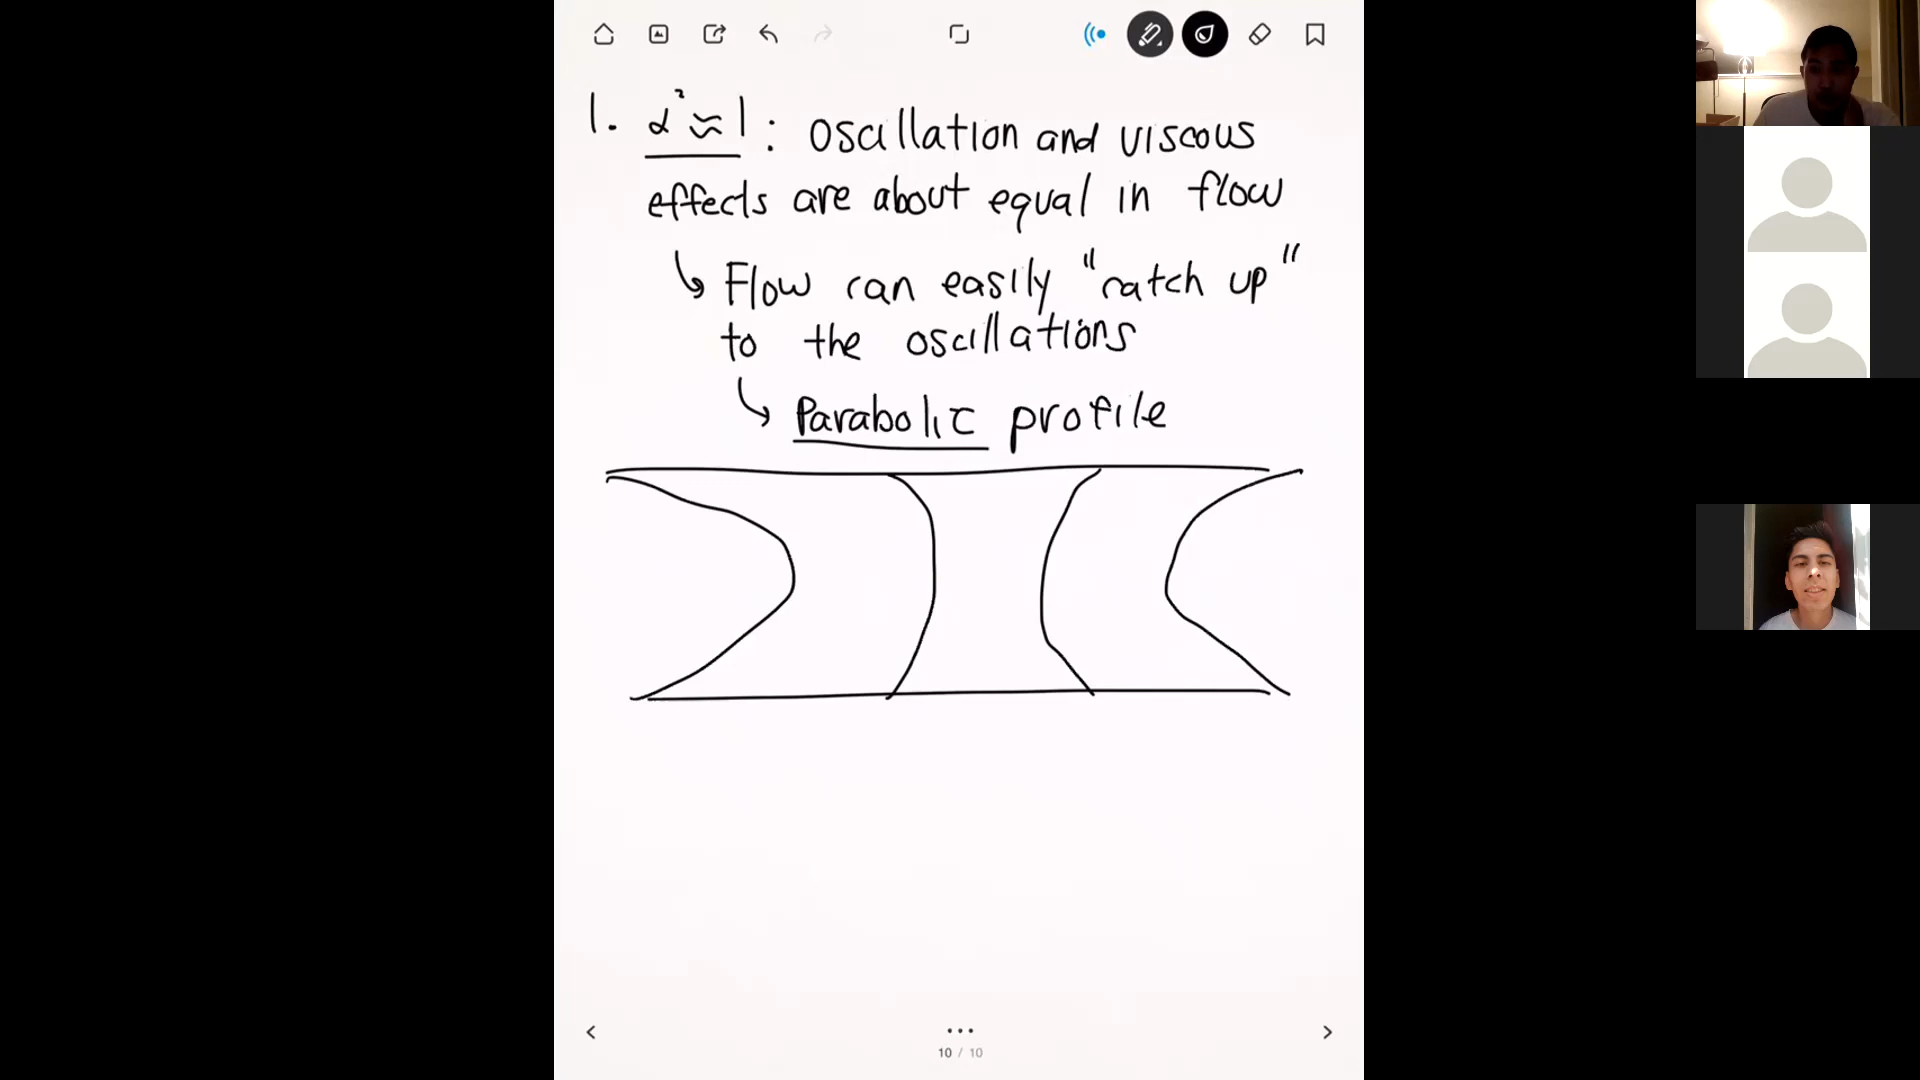 1. α² ≈ 1 : Oscillation and viscous
effects are about equal in flow
↳ Flow can easily "catch up"
to the oscillations
↳ Parabolic profile
10 / 10